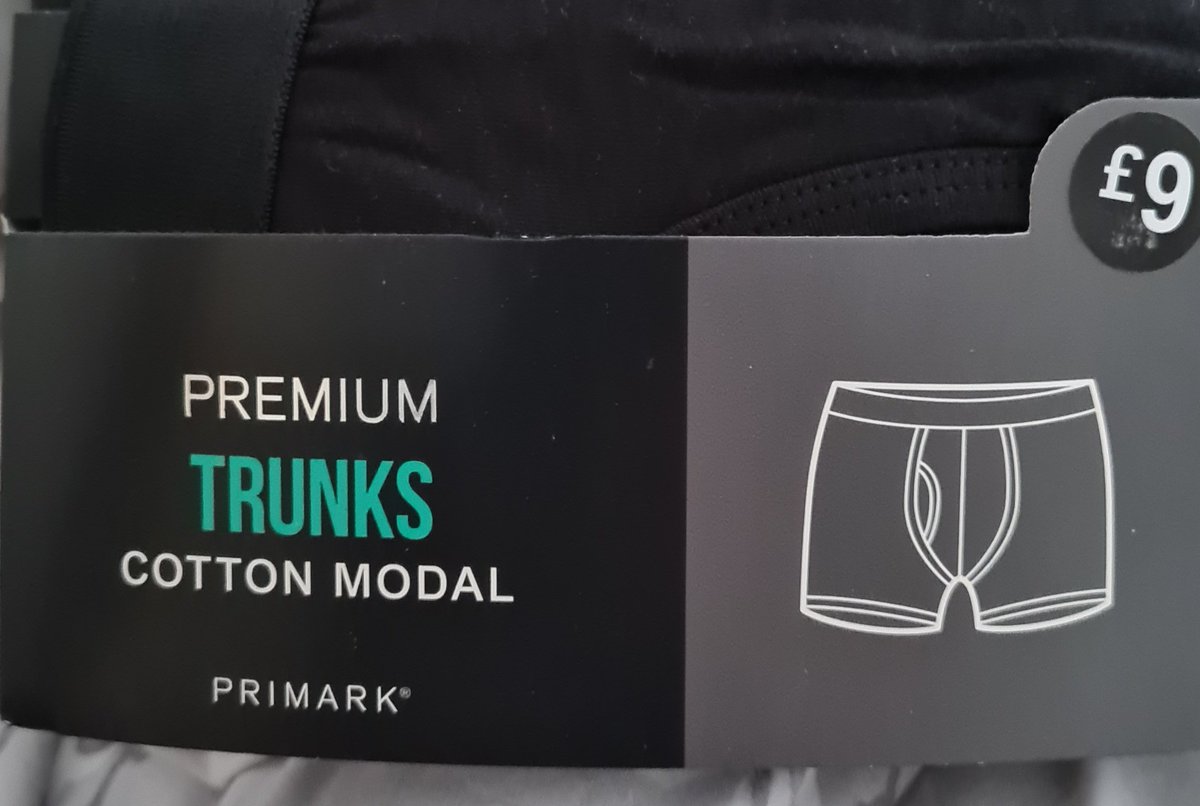 £9
PREMIUM
TRUNKS
COTTON MODAL
PRIMARK®